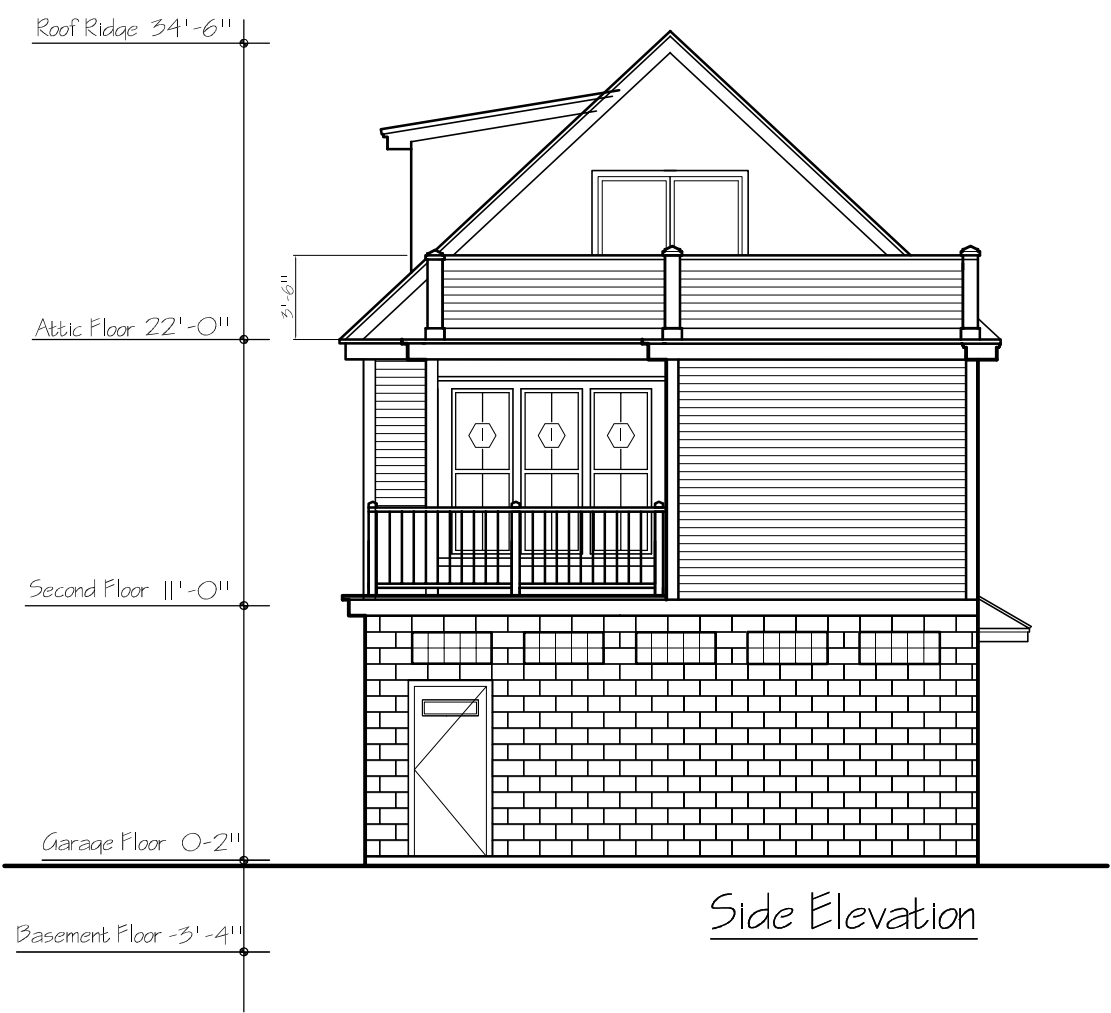 Roof Ridge 34'-6"
3'-6"
Attic Floor 22'-0"
Second Floor 11'-0"
Garage Floor 0-2"
Side Elevation
Basement Floor -3'-4"